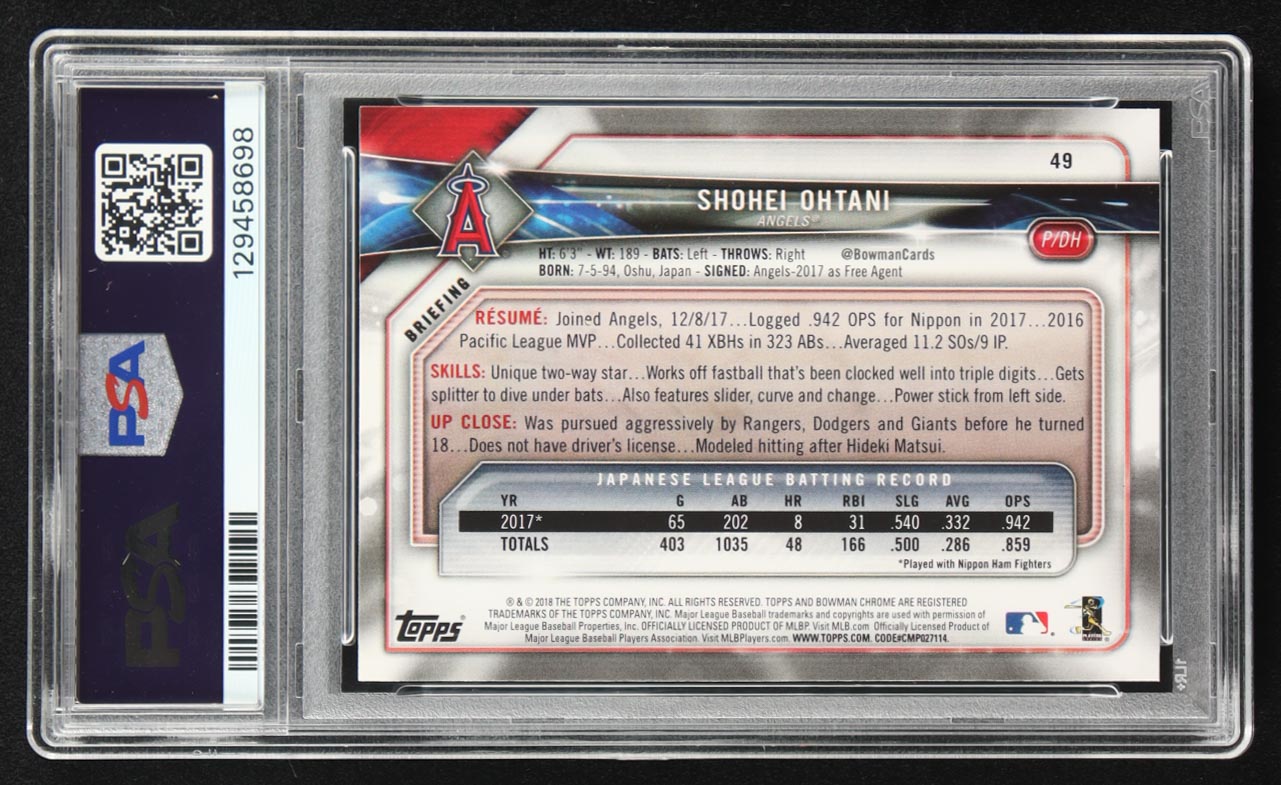 129458698
PSA
PSA
PSA
49
SHOHEI OHTANI
ANGELS®
P/DH
A
HT: 6'3" - WT: 189 - BATS: Left - THROWS: Right @BowmanCards
BORN: 7-5-94, Oshu, Japan - SIGNED: Angels-2017 as Free Agent
BRIEFING
RÉSUMÉ: Joined Angels, 12/8/17...Logged .942 OPS for Nippon in 2017...2016
Pacific League MVP...Collected 41 XBHs in 323 ABs...Averaged 11.2 SOs/9 IP.
SKILLS: Unique two-way star...Works off fastball that's been clocked well into triple digits...Gets
splitter to dive under bats...Also features slider, curve and change...Power stick from left side.
UP CLOSE: Was pursued aggressively by Rangers, Dodgers and Giants before he turned
18...Does not have driver's license...Modeled hitting after Hideki Matsui.
JAPANESE LEAGUE BATTING RECORD
YR G AB HR RBI SLG AVG OPS
2017* 65 202 8 31 .540 .332 .942
TOTALS 403 1035 48 166 .500 .286 .859
*Played with Nippon Ham Fighters
Topps®
® & © 2018 THE TOPPS COMPANY, INC. ALL RIGHTS RESERVED. TOPPS AND BOWMAN CHROME ARE REGISTERED
TRADEMARKS OF THE TOPPS COMPANY, INC. Major League Baseball trademarks and copyrights are used with permission of
Major League Baseball Properties, Inc. OFFICIALLY LICENSED PRODUCT OF MLBP. Visit MLB.com Officially Licensed Product of
Major League Baseball Players Association. Visit MLBPlayers.com. WWW.TOPPS.COM. CODE#CMP027114.